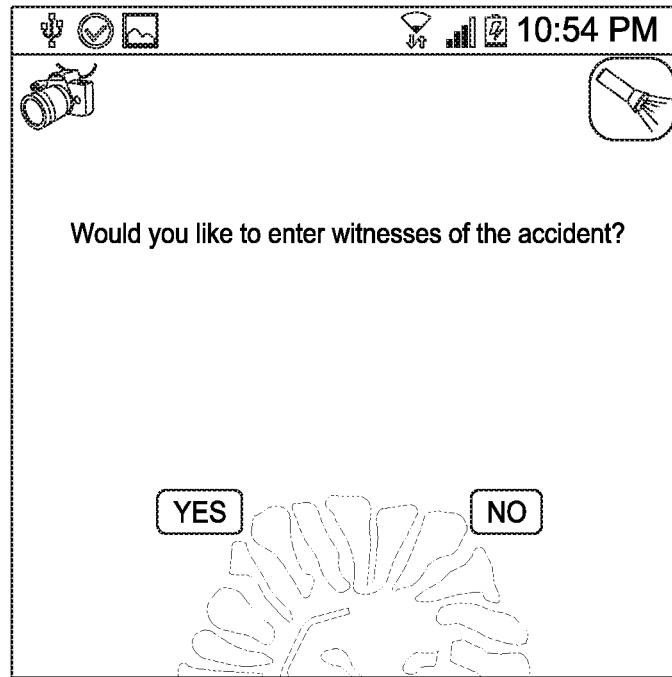 10:54 PM
Would you like to enter witnesses of the accident?
YES
NO